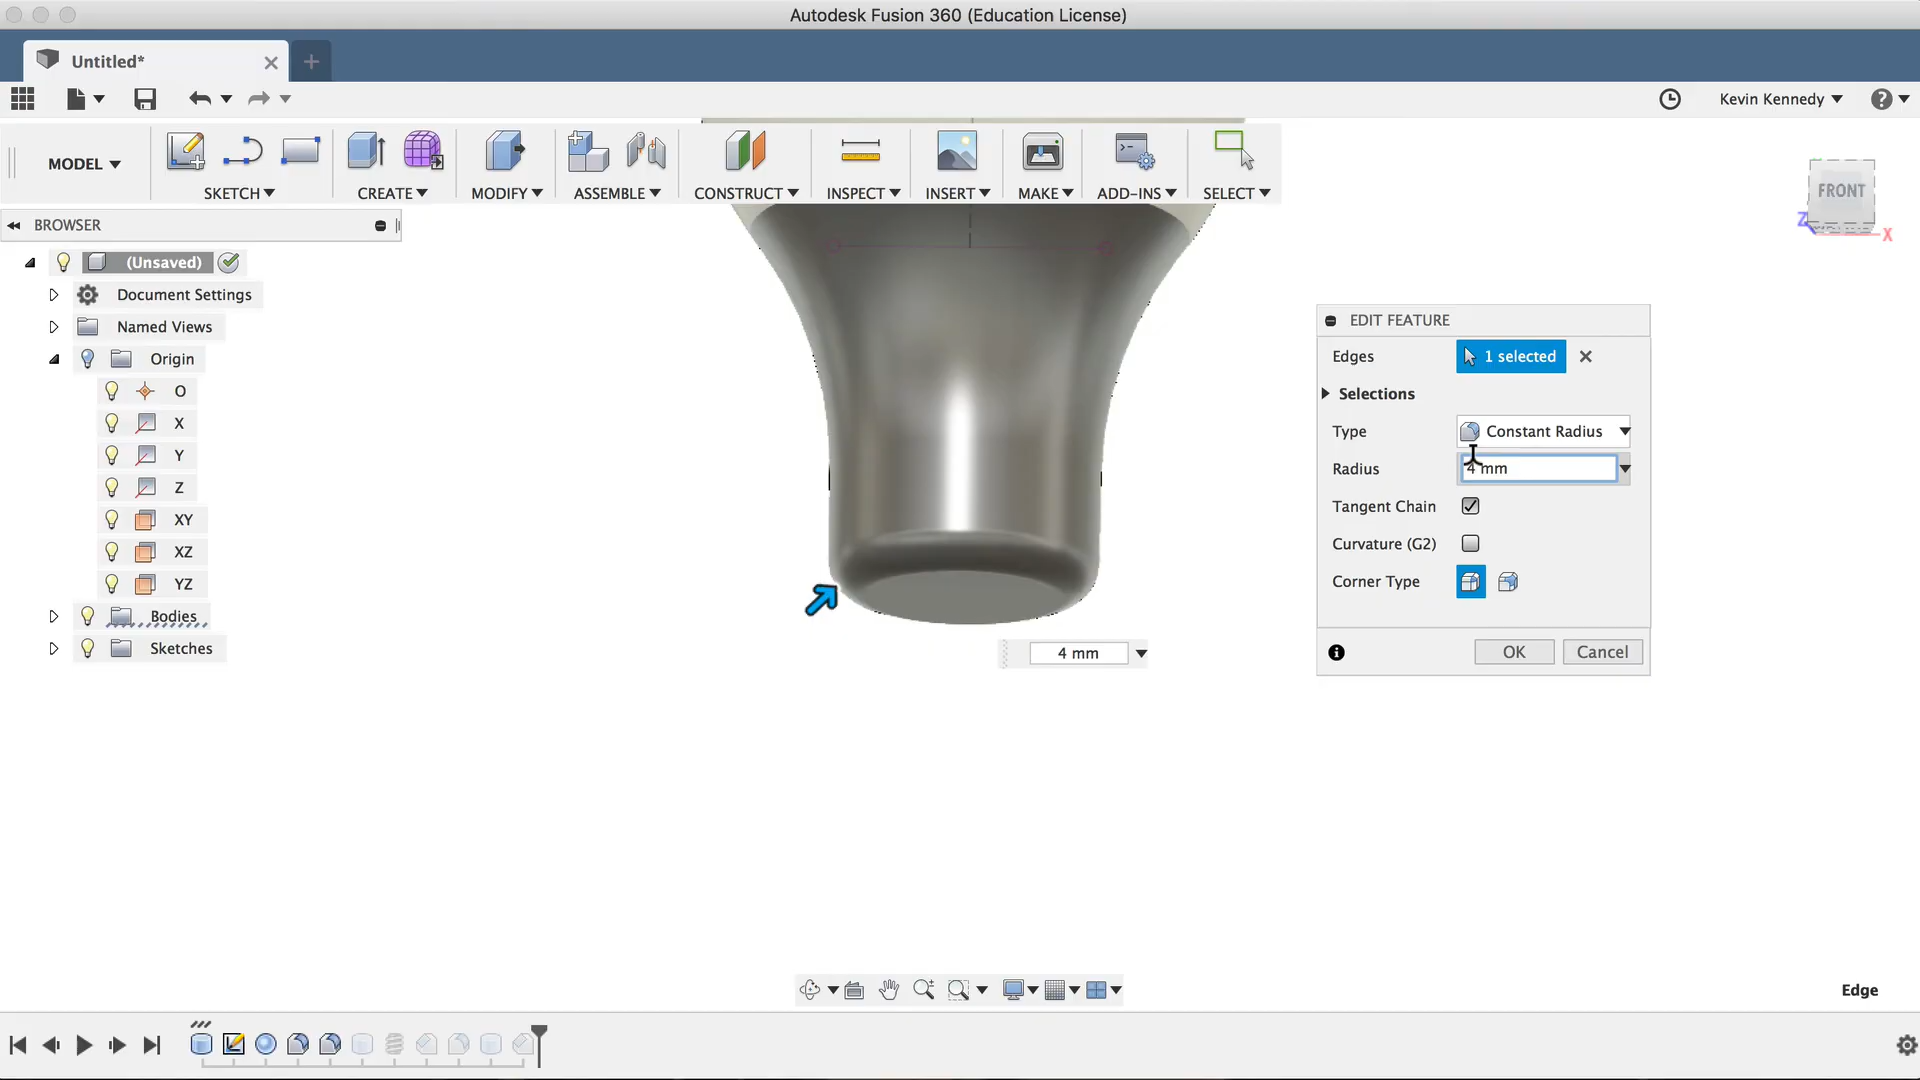 Autodesk Fusion 360 (Education License)
Untitled*
Kevin Kennedy
MODEL
SKETCH
CREATE
MODIFY
ASSEMBLE
CONSTRUCT
INSPECT
INSERT
MAKE
ADD-INS
SELECT
FRONT
Z
X
BROWSER
(Unsaved)
Document Settings
Named Views
Origin
O
X
Y
Z
XY
XZ
YZ
Bodies
Sketches
EDIT FEATURE
Edges
1 selected
Selections
Type
Constant Radius
Radius
4 mm
Tangent Chain
Curvature (G2)
Corner Type
OK
Cancel
4 mm
Edge